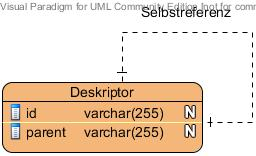 Visual Paradigm for UML Community Edition [not for comm
Selbstreferenz
Deskriptor
id varchar(255) N
parent varchar(255) N